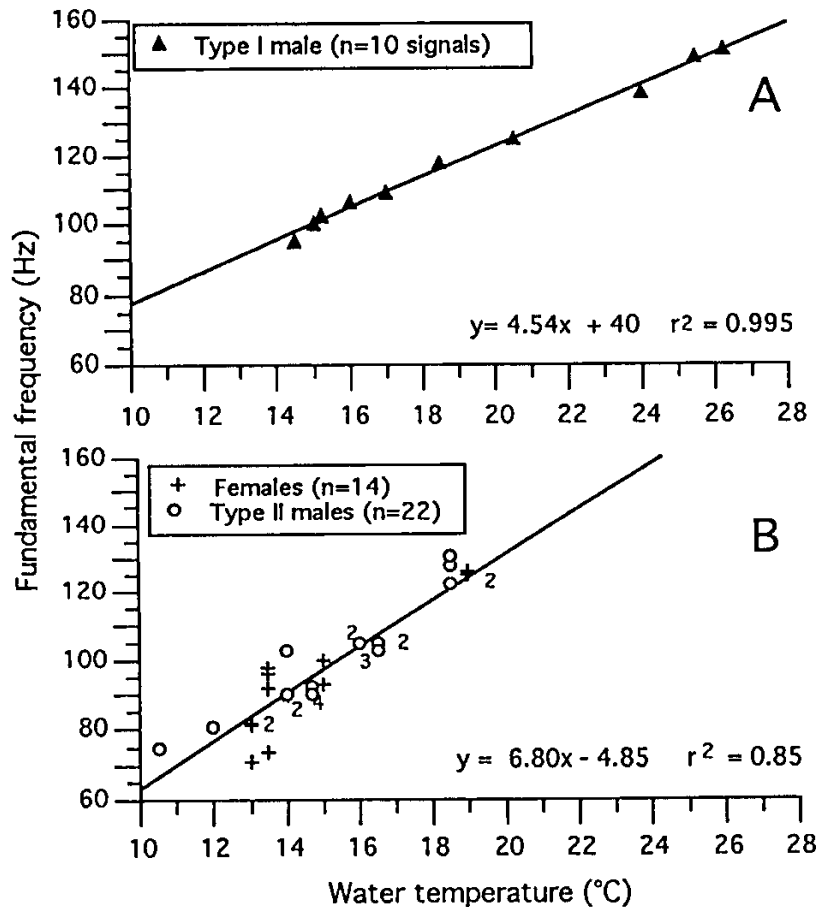 Fundamental frequency (Hz)
160
140
120
100
80
60
▲ Type I male (n=10 signals)
A
y= 4.54x + 40 r2 = 0.995
10 12 14 16 18 20 22 24 26 28
160
140
120
100
80
60
+ Females (n=14)
o Type II males (n=22)
B
2
2 2
3
2 2 4
y = 6.80x - 4.85 r2 = 0.85
10 12 14 16 18 20 22 24 26 28
Water temperature (°C)